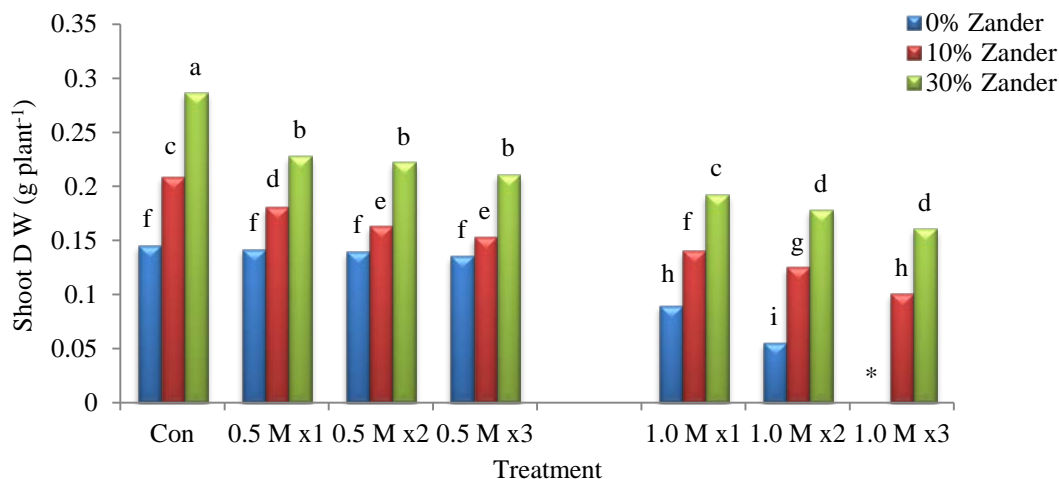 0.35
0.3
0.25
0.2
0.15
0.1
0.05
0
Shoot D W (g plant⁻¹)
0% Zander
10% Zander
30% Zander
f c a
f d b
f e b
f e b
h f c
i g d
* h d
Con 0.5 M x1 0.5 M x2 0.5 M x3 1.0 M x1 1.0 M x2 1.0 M x3
Treatment